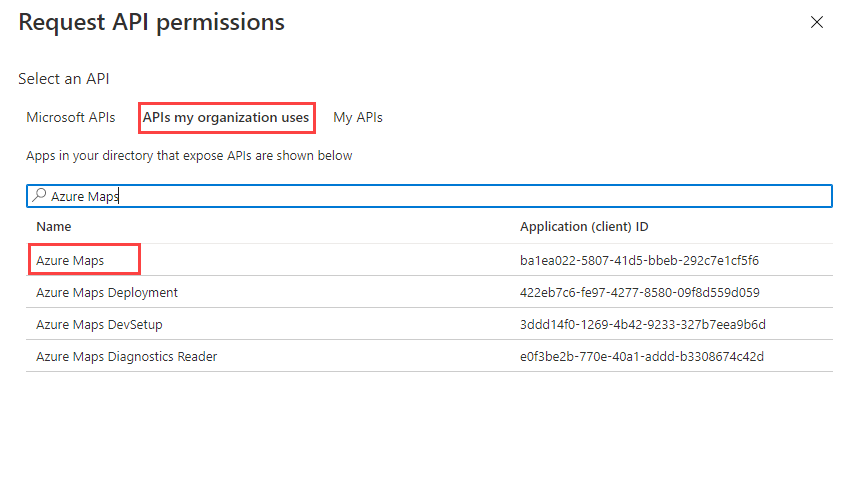 Request API permissions
Select an API
Microsoft APIs APIs my organization uses My APIs
Apps in your directory that expose APIs are shown below
Azure Maps
Name Application (client) ID
Azure Maps ba1ea022-5807-41d5-bbeb-292c7e1cf5f6
Azure Maps Deployment 422eb7c6-fe97-4277-8580-09f8d559d059
Azure Maps DevSetup 3ddd14f0-1269-4b42-9233-327b7eea9b6d
Azure Maps Diagnostics Reader e0f3be2b-770e-40a1-addd-b3308674c42d